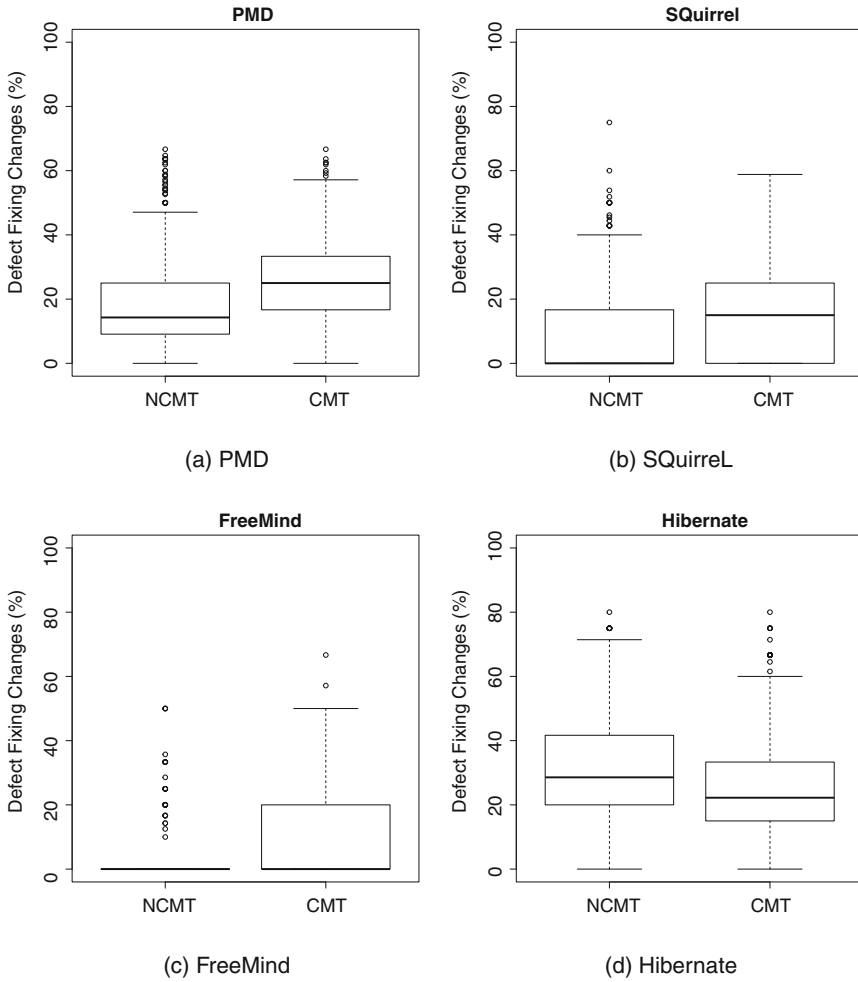 PMD
Defect Fixing Changes (%)
0 20 40 60 80 100
NCMT CMT
(a) PMD
SQuirrel
Defect Fixing Changes (%)
0 20 40 60 80 100
NCMT CMT
(b) SQuirreL
FreeMind
Defect Fixing Changes (%)
0 20 40 60 80 100
NCMT CMT
(c) FreeMind
Hibernate
Defect Fixing Changes (%)
0 20 40 60 80 100
NCMT CMT
(d) Hibernate